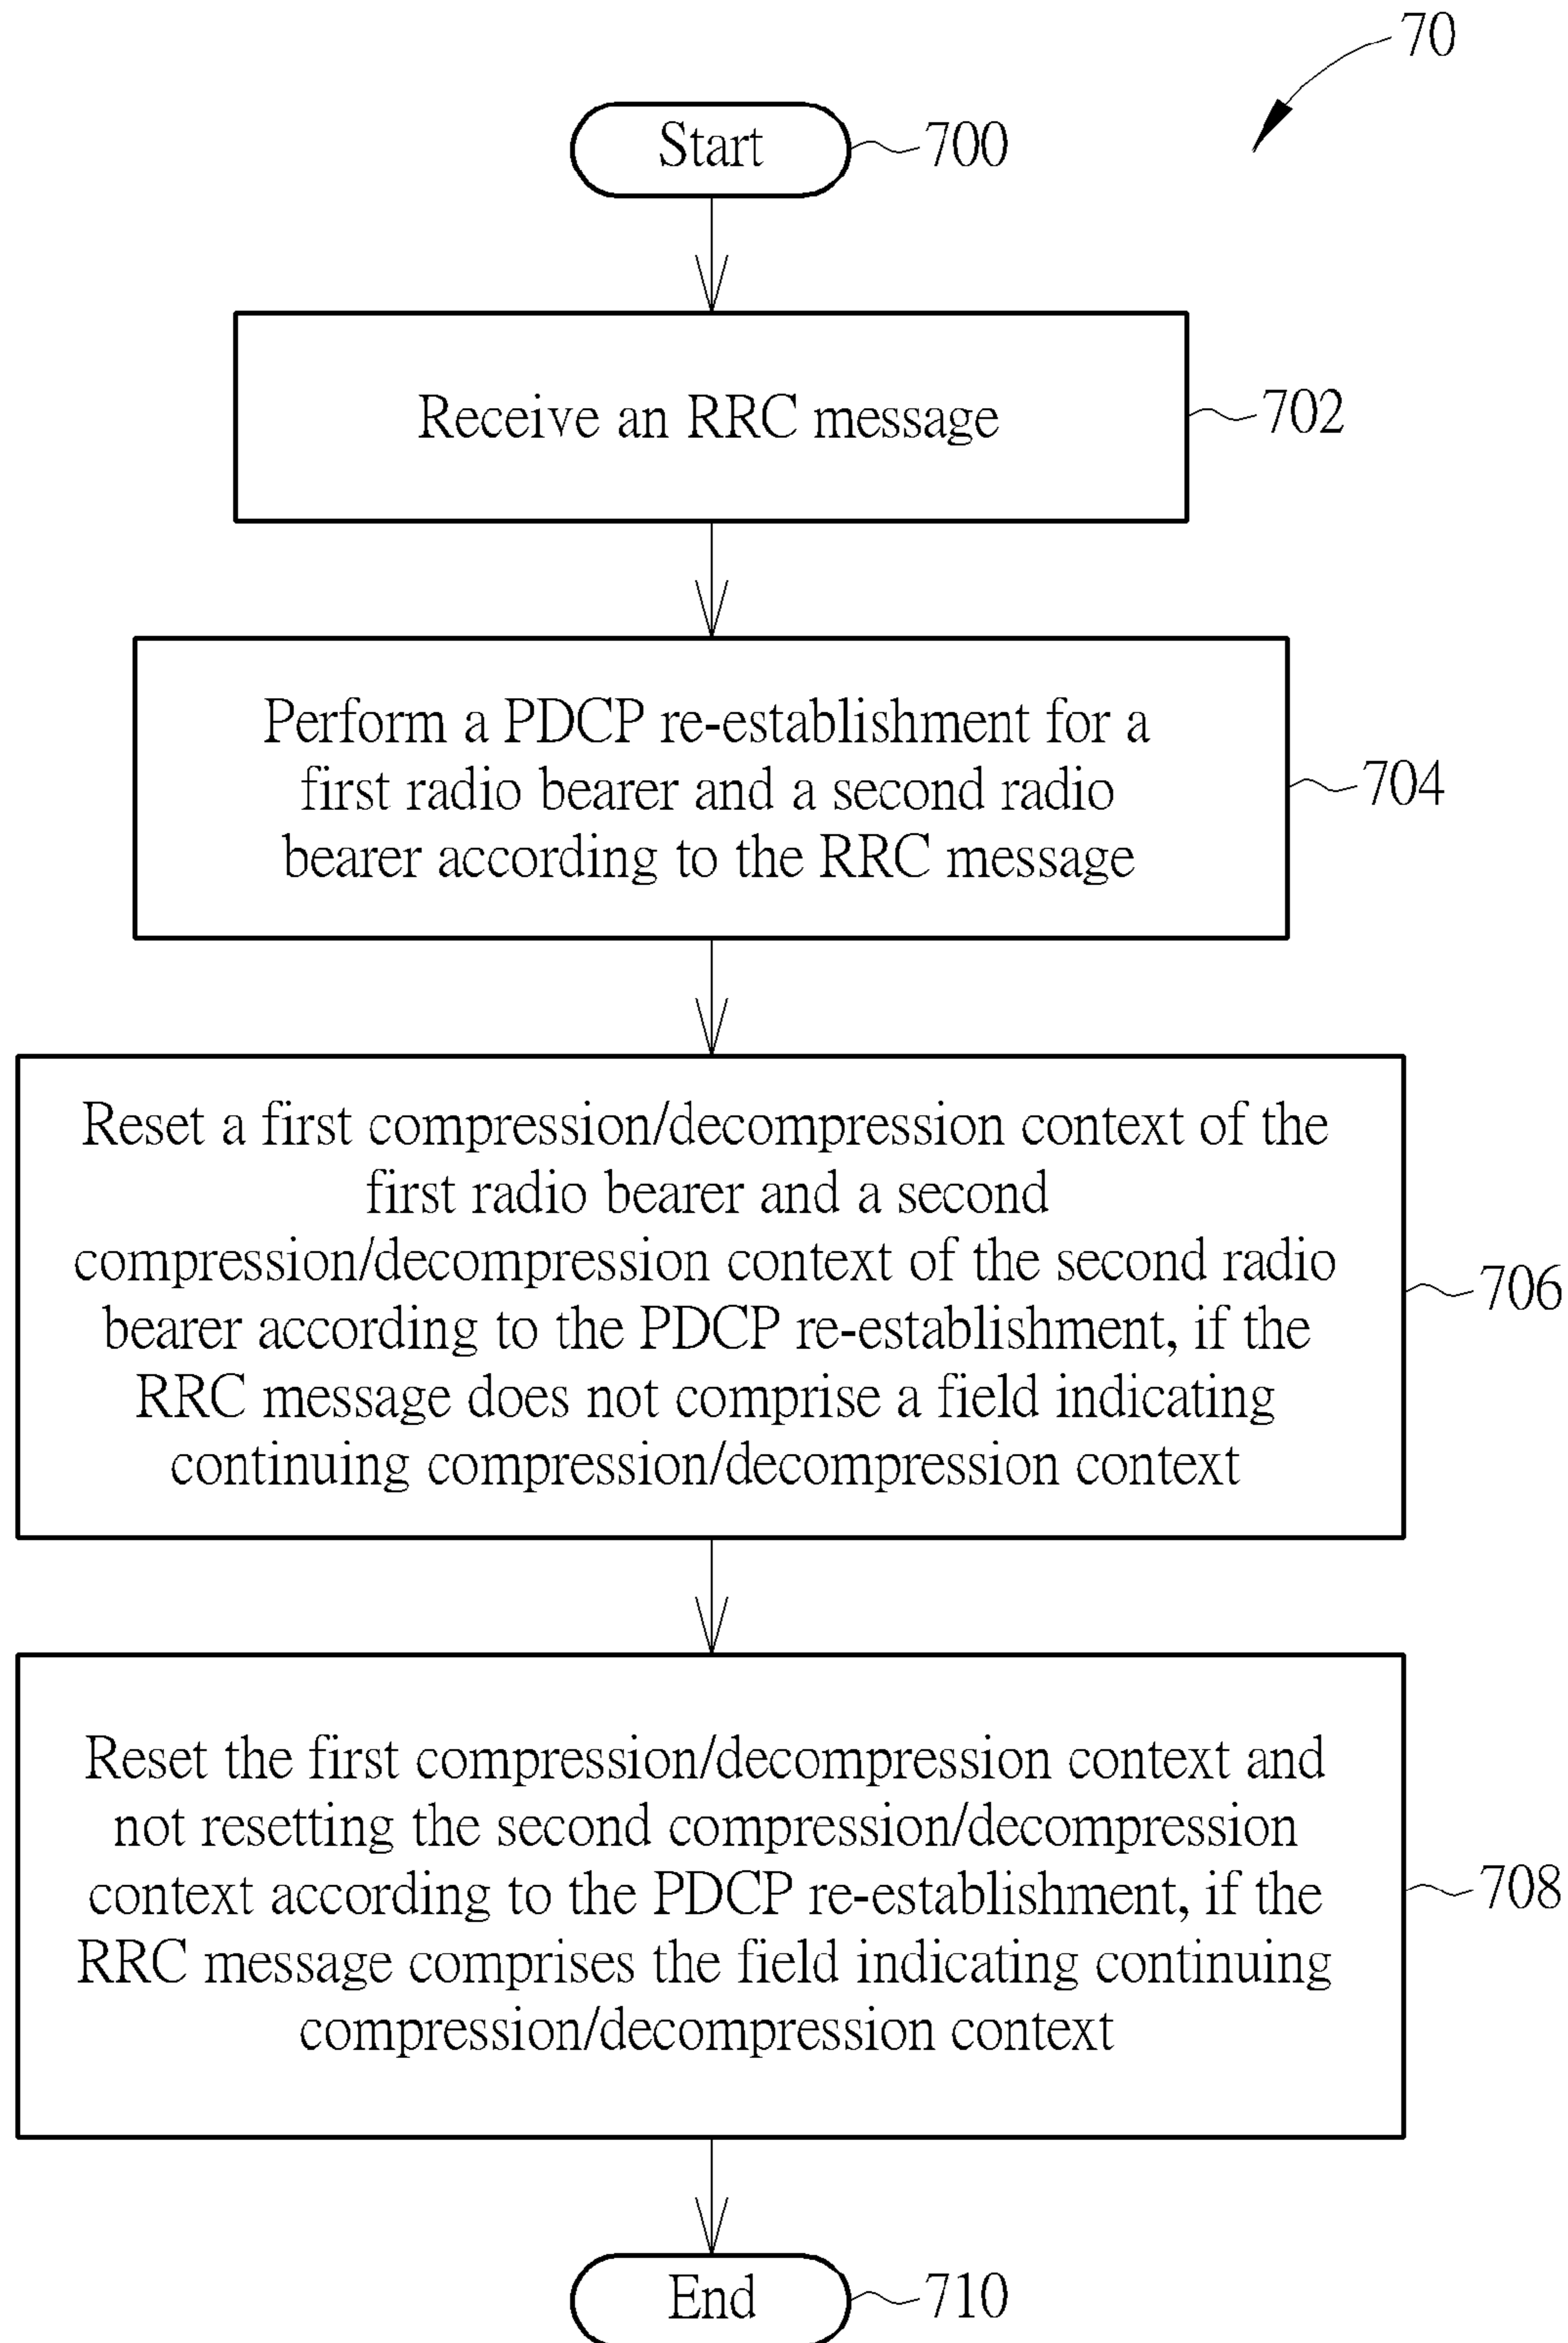 70
Start
700
Receive an RRC message
702
Perform a PDCP re-establishment for a
first radio bearer and a second radio
bearer according to the RRC message
704
Reset a first compression/decompression context of the
first radio bearer and a second
compression/decompression context of the second radio
bearer according to the PDCP re-establishment, if the
RRC message does not comprise a field indicating
continuing compression/decompression context
706
Reset the first compression/decompression context and
not resetting the second compression/decompression
context according to the PDCP re-establishment, if the
RRC message comprises the field indicating continuing
compression/decompression context
708
End
710